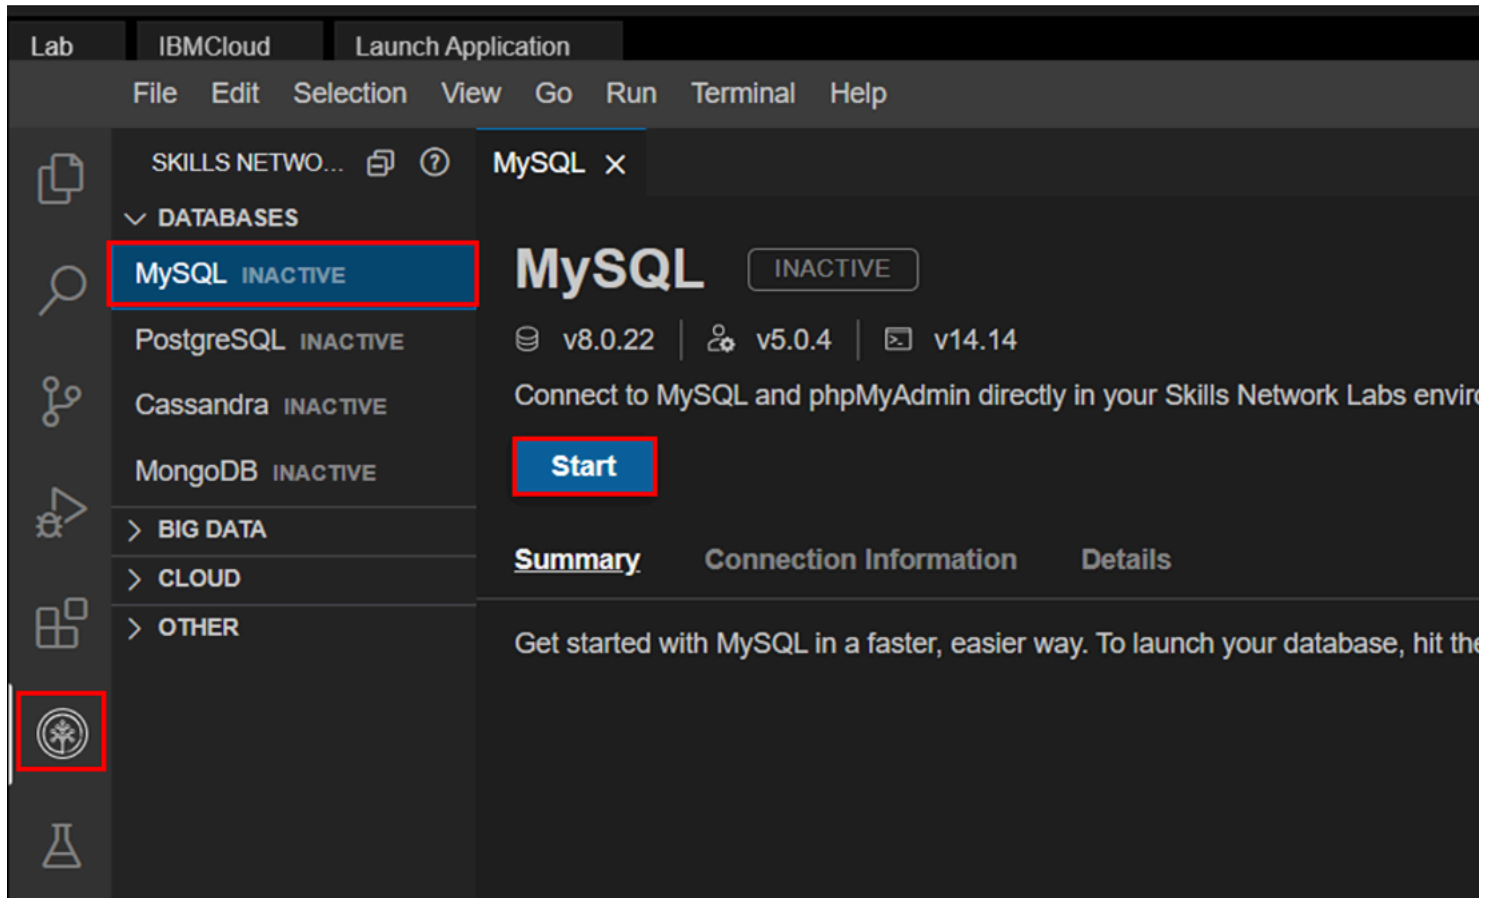 Lab IBMCloud Launch Application
File Edit Selection View Go Run Terminal Help
SKILLS NETWO...
MySQL
DATABASES
MySQL INACTIVE
PostgreSQL INACTIVE
Cassandra INACTIVE
MongoDB INACTIVE
BIG DATA
CLOUD
OTHER
MySQL INACTIVE
v8.0.22 v5.0.4 v14.14
Connect to MySQL and phpMyAdmin directly in your Skills Network Labs
Start
Summary Connection Information Details
Get started with MySQL in a faster, easier way. To launch your database, hit